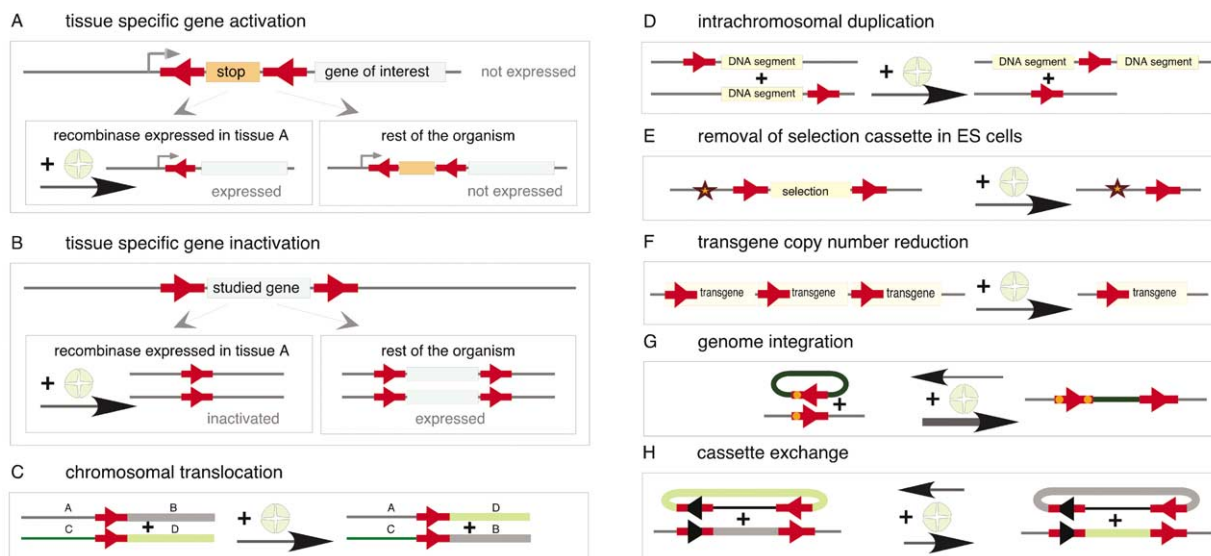 A tissue specific gene activation
stop
gene of interest
not expressed
recombinase expressed in tissue A
+
expressed
rest of the organism
not expressed
B tissue specific gene inactivation
studied gene
recombinase expressed in tissue A
+
inactivated
rest of the organism
expressed
C chromosomal translocation
A B
C + D
+
A D
C + B
D intrachromosomal duplication
DNA segment
+
DNA segment
+
DNA segment DNA segment
+
E removal of selection cassette in ES cells
selection
+
F transgene copy number reduction
transgene transgene transgene
+
transgene
G genome integration
+
+
H cassette exchange
+
+
+